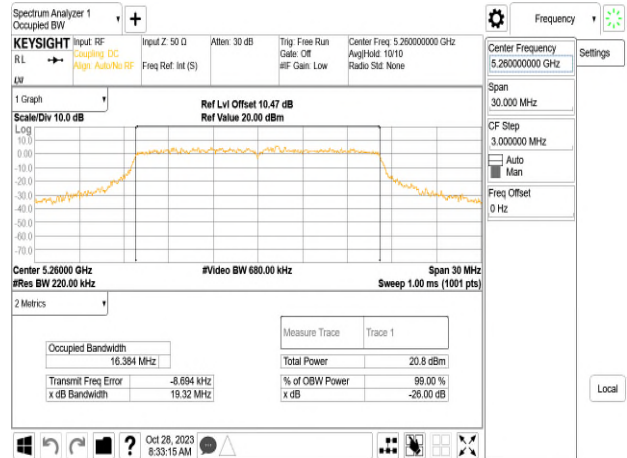 Spectrum Analyzer 1
Occupied BW
Frequency
KEYSIGHT Input: RF Input Z: 50 Ω Atten: 30 dB Trig: Free Run Center Freq: 5.260000000 GHz
RL Coupling: DC Gate: Off Avg|Hold: 10/10
Align: Auto/No RF Freq Ref: Int (S) #IF Gain: Low Radio Std: None
LXI
Center Frequency
5.260000000 GHz
Settings
Span
30.000 MHz
CF Step
3.000000 MHz
Auto
Man
Freq Offset
0 Hz
Local
1 Graph
Ref Lvl Offset 10.47 dB
Scale/Div 10.0 dB Ref Value 20.00 dBm
Log
10.0
0.00
-10.0
-20.0
-30.0
-40.0
-50.0
-60.0
-70.0
Center 5.26000 GHz #Video BW 680.00 kHz Span 30 MHz
#Res BW 220.00 kHz Sweep 1.00 ms (1001 pts)
2 Metrics
Measure Trace Trace 1
Occupied Bandwidth
16.384 MHz
Total Power 20.8 dBm
Transmit Freq Error -8.694 kHz % of OBW Power 99.00 %
x dB Bandwidth 19.32 MHz x dB -26.00 dB
Oct 28, 2023
8:33:15 AM